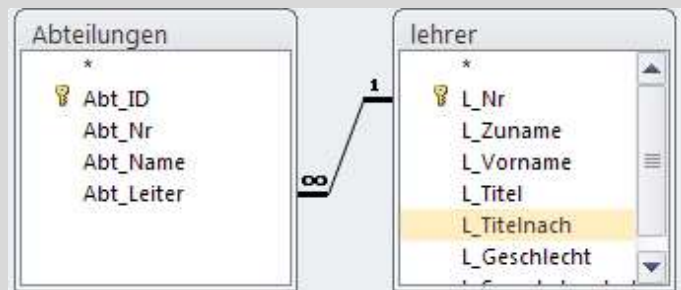 Abteilungen
*
Abt_ID
Abt_Nr
Abt_Name
Abt_Leiter
∞
1
lehrer
*
L_Nr
L_Zuname
L_Vorname
L_Titel
L_Titelnach
L_Geschlecht